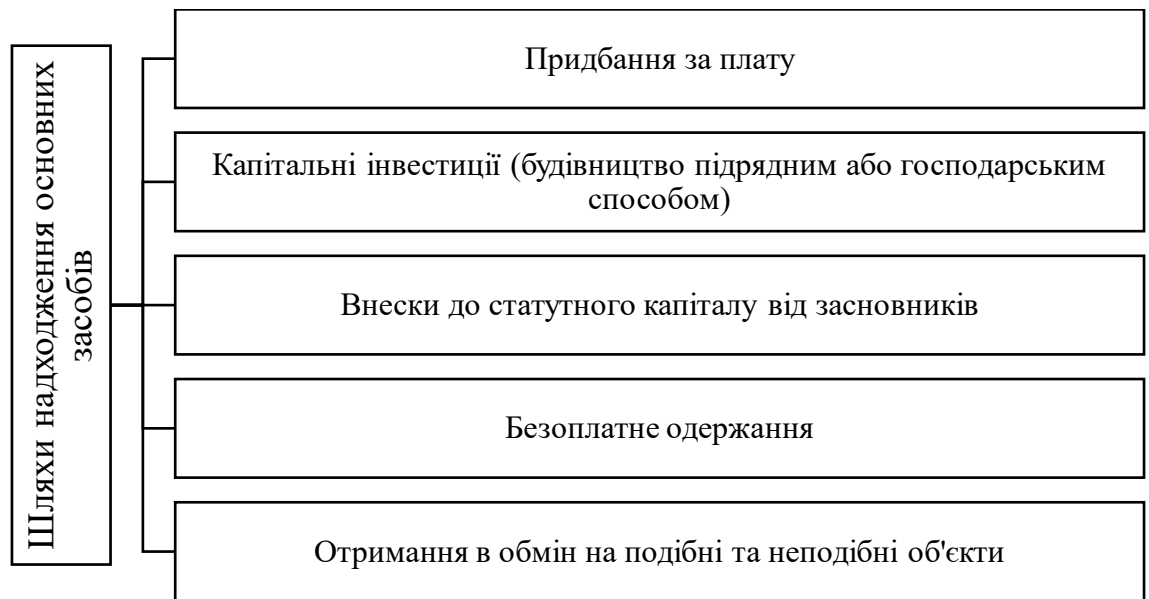 Шляхи надходження основних
засобів
Придбання за плату
Капітальні інвестиції (будівництво підрядним або господарським
способом)
Внески до статутного капіталу від засновників
Безоплатне одержання
Отримання в обмін на подібні та неподібні об'єкти